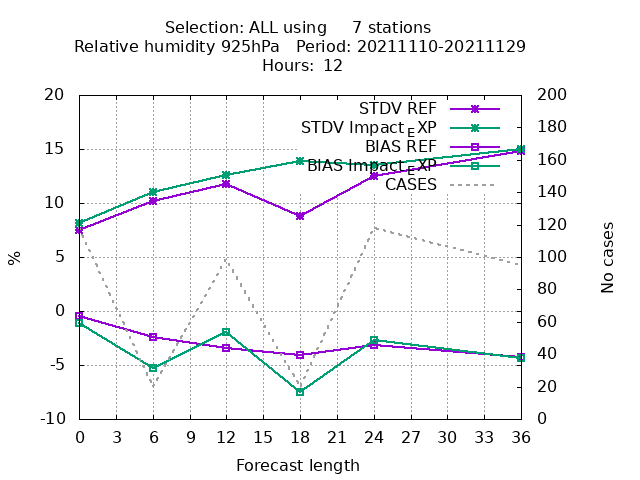 Selection: ALL using     7 stations
Relative humidity 925hPa   Period: 20211110-20211129
Hours:  12
STDV REF
STDV Impact_EXP
BIAS REF
BIAS Impact_EXP
CASES
20
15
10
5
0
-5
-10
%
200
180
160
140
120
100
80
60
40
20
0
No cases
0 3 6 9 12 15 18 21 24 27 30 33 36
Forecast length